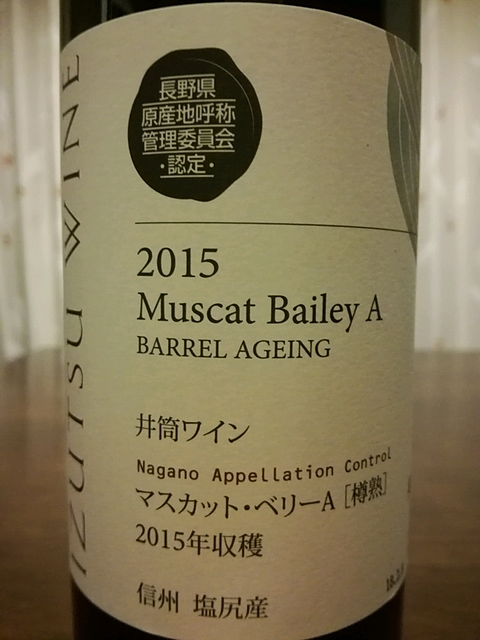 IZUTSU WINE
長野県
原産地呼称
管理委員会
・認定・
2015
Muscat Bailey A
BARREL AGEING
井筒ワイン
Nagano Appellation Control
マスカット・ベリーA [樽熟]
2015年収穫
信州 塩尻産